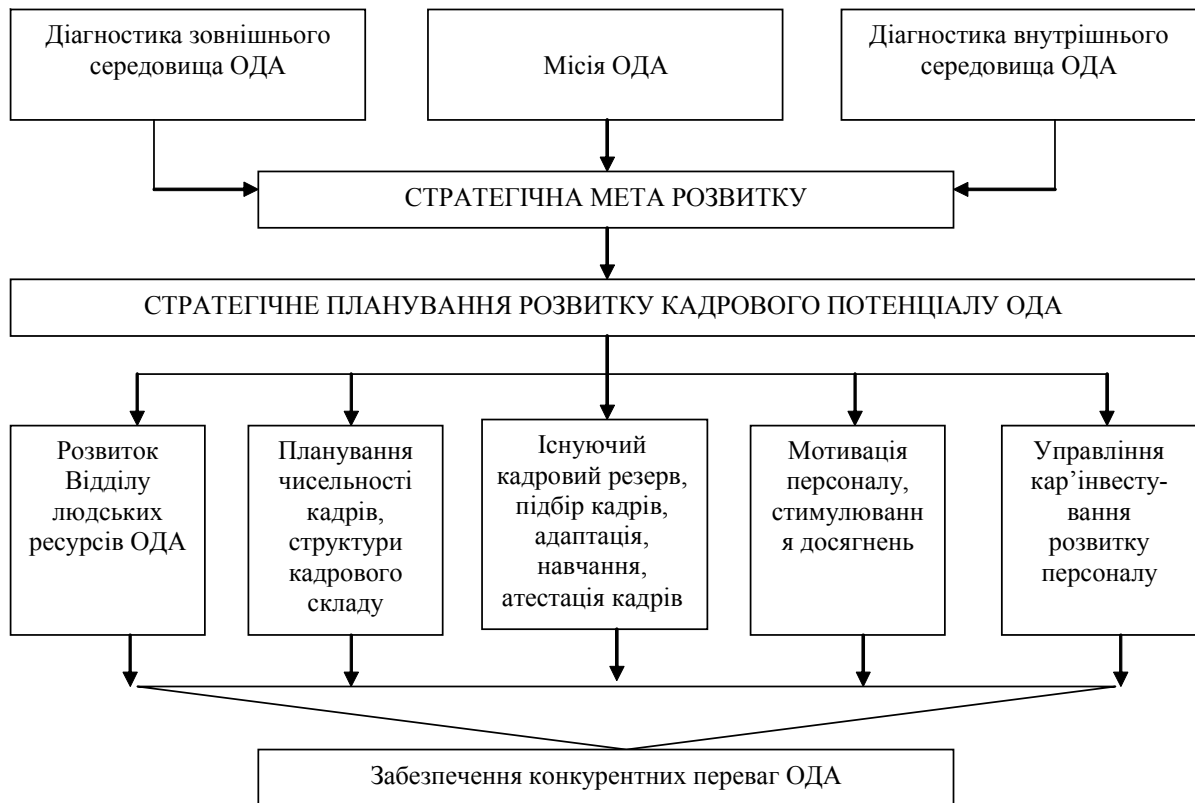 Діагностика зовнішнього
середовища ОДА
Місія ОДА
Діагностика внутрішнього
середовища ОДА
СТРАТЕГІЧНА МЕТА РОЗВИТКУ
СТРАТЕГІЧНЕ ПЛАНУВАННЯ РОЗВИТКУ КАДРОВОГО ПОТЕНЦІАЛУ ОДА
Розвиток
Відділу
людських
ресурсів ОДА
Планування
чисельності
кадрів,
структури
кадрового
складу
Існуючий
кадровий резерв,
підбір кадрів,
адаптація,
навчання,
атестація кадрів
Мотивація
персоналу,
стимулюванн
я досягнень
Управління
кар’інвесту-
вання
розвитку
персоналу
Забезпечення конкурентних переваг ОДА